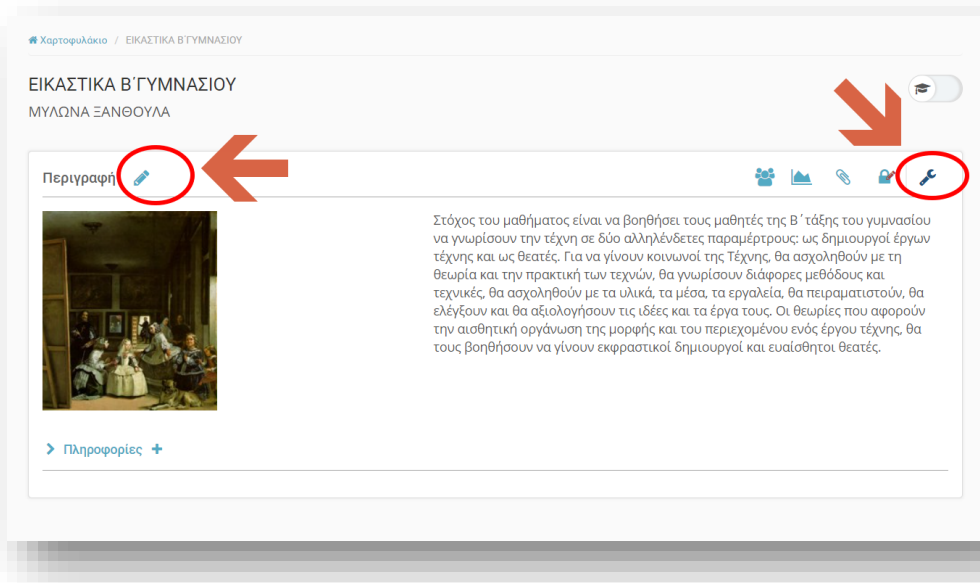 Χαρτοφυλάκιο / ΕΙΚΑΣΤΙΚΑ Β΄ΓΥΜΝΑΣΙΟΥ
ΕΙΚΑΣΤΙΚΑ Β΄ΓΥΜΝΑΣΙΟΥ
ΜΥΛΩΝΑ ΞΑΝΘΟΥΛΑ
Περιγραφή
Στόχος του μαθήματος είναι να βοηθήσει τους μαθητές της Β΄τάξης του γυμνασίου
να γνωρίσουν την τέχνη σε δύο αλληλένδετες παραμέρτρους: ως δημιουργοί έργων
τέχνης και ως θεατές. Για να γίνουν κοινωνοί της Τέχνης, θα ασχοληθούν με τη
θεωρία και την πρακτική των τεχνών, θα γνωρίσουν διάφορες μεθόδους και
τεχνικές, θα ασχοληθούν με τα υλικά, τα μέσα, τα εργαλεία, θα πειραματιστούν, θα
ελέγξουν και θα αξιολογήσουν τις ιδέες και τα έργα τους. Οι θεωρίες που αφορούν
την αισθητική οργάνωση της μορφής και του περιεχομένου ενός έργου τέχνης, θα
τους βοηθήσουν να γίνουν εκφραστικοί δημιουργοί και ευαίσθητοι θεατές.
Πληροφορίες